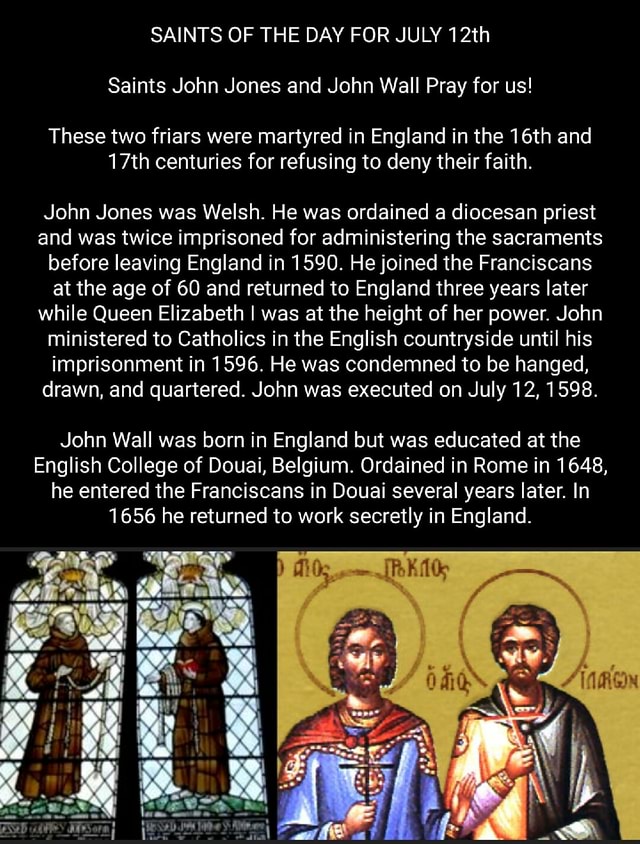 SAINTS OF THE DAY FOR JULY 12th
Saints John Jones and John Wall Pray for us!
These two friars were martyred in England in the 16th and
17th centuries for refusing to deny their faith.
John Jones was Welsh. He was ordained a diocesan priest
and was twice imprisoned for administering the sacraments
before leaving England in 1590. He joined the Franciscans
at the age of 60 and returned to England three years later
while Queen Elizabeth I was at the height of her power. John
ministered to Catholics in the English countryside until his
imprisonment in 1596. He was condemned to be hanged,
drawn, and quartered. John was executed on July 12, 1598.
John Wall was born in England but was educated at the
English College of Douai, Belgium. Ordained in Rome in 1648,
he entered the Franciscans in Douai several years later. In
1656 he returned to work secretly in England.